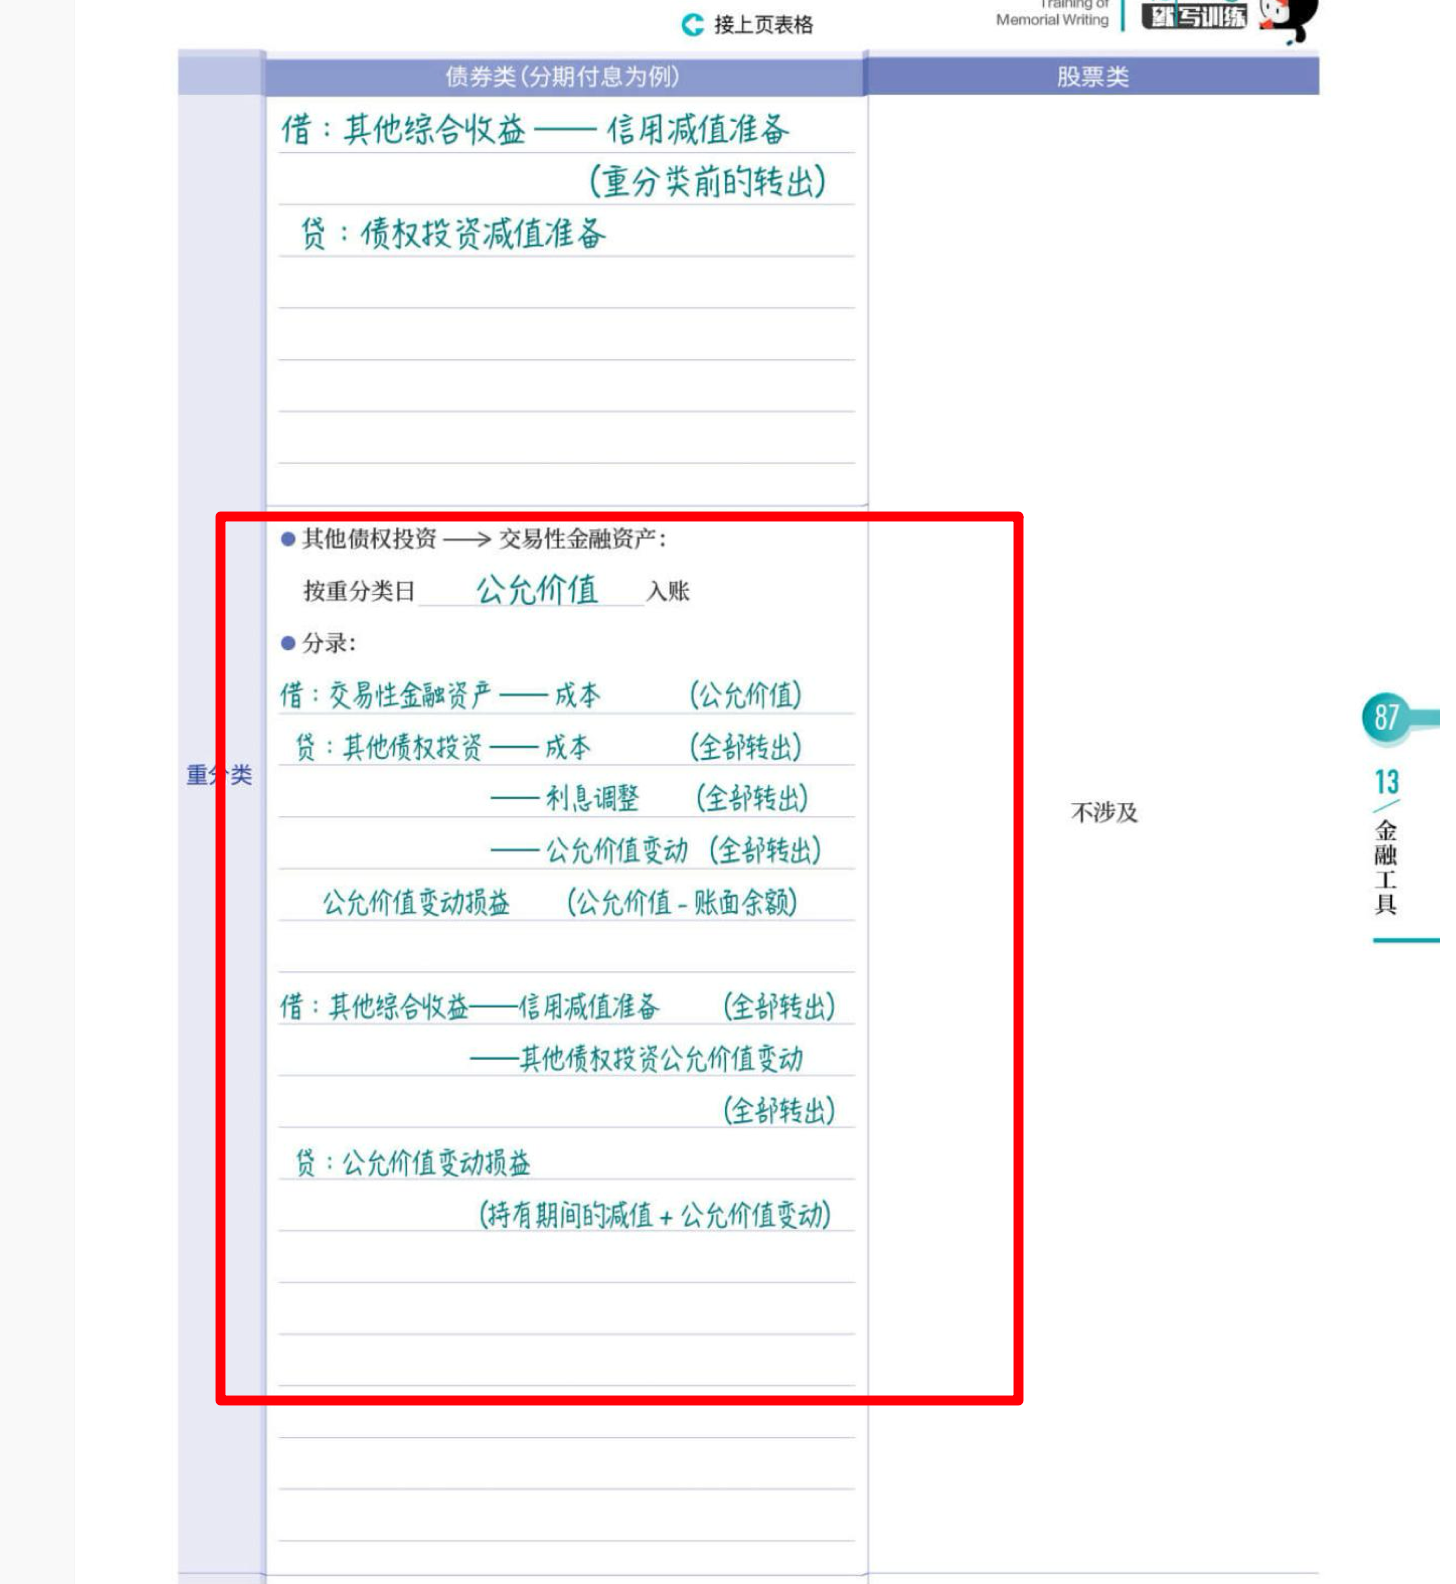 接上页表格
Training of
Memorial Writing
默写训练
债券类(分期付息为例)
股票类
借：其他综合收益——信用减值准备
(重分类前的转出)
贷：债权投资减值准备
●其他债权投资→交易性金融资产：
按重分类日 公允价值 入账
●分录：
借：交易性金融资产——成本 (公允价值)
贷：其他债权投资——成本 (全部转出)
——利息调整 (全部转出)
——公允价值变动 (全部转出)
公允价值变动损益 (公允价值-账面余额)
借：其他综合收益——信用减值准备 (全部转出)
——其他债权投资公允价值变动
(全部转出)
贷：公允价值变动损益
(持有期间的减值+公允价值变动)
重分类
不涉及
87
13
金融工具